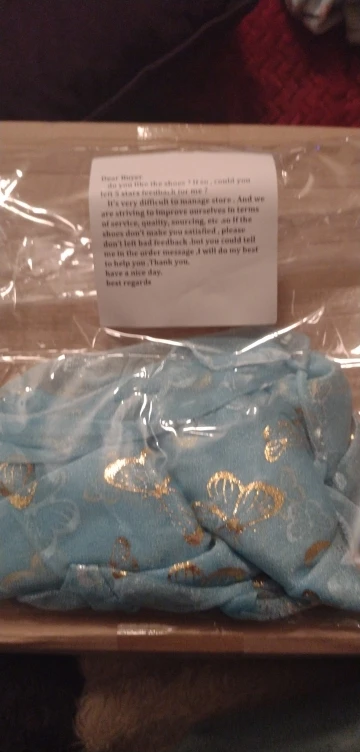 Dear Buyer
do you like the shoes ? If so , could you
left 5 stars feedback for me ?
It's very difficult to manage store . And we
are striving to improve ourselves in terms
of service, quality, sourcing, etc .so if the
shoes don't make you satisfied , please
don't left bad feedback .but you could tell
me in the order message ,I will do my best
to help you .Thank you,
have a nice day.
best regards